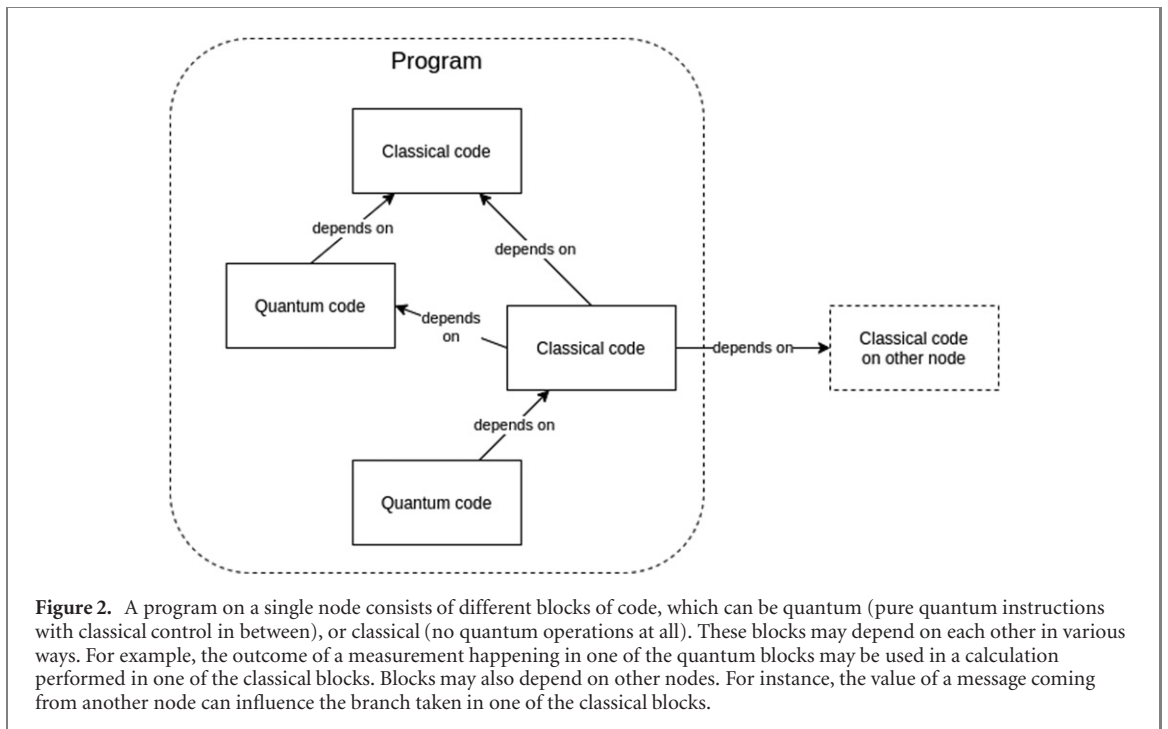 Program
Classical code
depends on
depends on
Quantum code
depends
on
Classical code
depends on
Classical code
on other node
depends on
Quantum code
Figure 2. A program on a single node consists of different blocks of code, which can be quantum (pure quantum instructions
with classical control in between), or classical (no quantum operations at all). These blocks may depend on each other in various
ways. For example, the outcome of a measurement happening in one of the quantum blocks may be used in a calculation
performed in one of the classical blocks. Blocks may also depend on other nodes. For instance, the value of a message coming
from another node can influence the branch taken in one of the classical blocks.